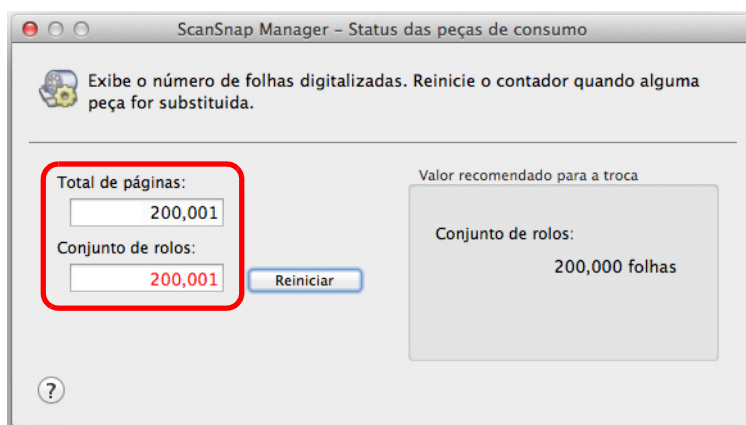 ScanSnap Manager – Status das peças de consumo
Exibe o número de folhas digitalizadas. Reinicie o contador quando alguma
peça for substituida.
Total de páginas:
200,001
Conjunto de rolos:
200,001
Reiniciar
Valor recomendado para a troca
Conjunto de rolos:
200,000 folhas
?